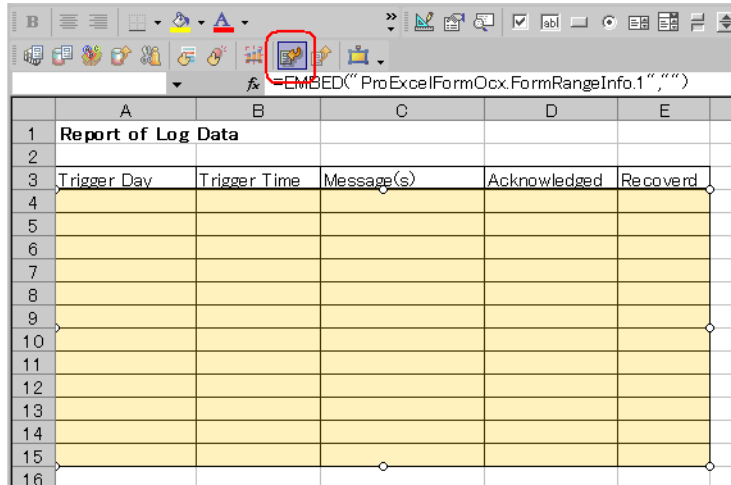 B A
abl
fx =EMBED("ProExcelFormOcx.FormRangeInfo.1","")
A B C D E
1 Report of Log Data
2
3 Trigger Day Trigger Time Message(s) Acknowledged Recoverd
4
5
6
7
8
9
10
11
12
13
14
15
16